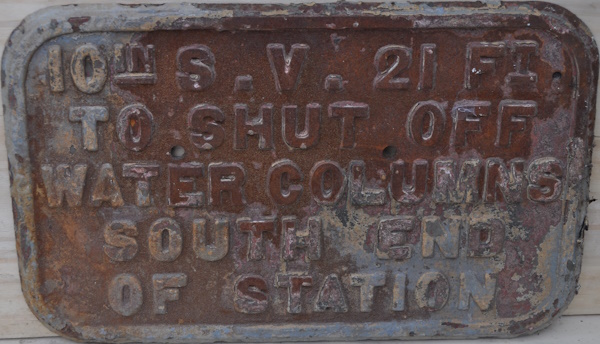 10IN S.V. 21 FT.
TO SHUT OFF
WATER COLUMNS
SOUTH END
OF STATION